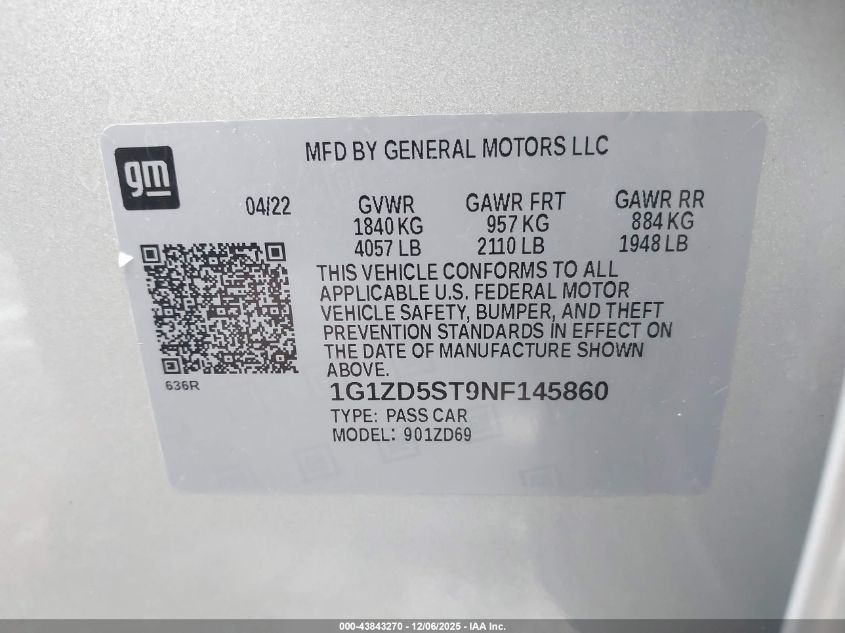 gm
MFD BY GENERAL MOTORS LLC
04/22
GVWR GAWR FRT GAWR RR
1840 KG 957 KG 884 KG
4057 LB 2110 LB 1948 LB
THIS VEHICLE CONFORMS TO ALL
APPLICABLE U.S. FEDERAL MOTOR
VEHICLE SAFETY, BUMPER, AND THEFT
PREVENTION STANDARDS IN EFFECT ON
THE DATE OF MANUFACTURE SHOWN
ABOVE.
636R
1G1ZD5ST9NF145860
TYPE: PASS CAR
MODEL: 901ZD69
000-43843270 - 12/06/2025 - IAA Inc.